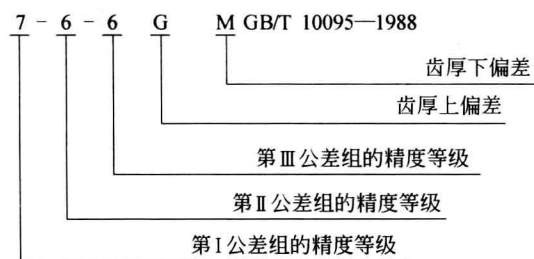 7 - 6 - 6 G M GB/T 10095—1988
齿厚下偏差
齿厚上偏差
第Ⅲ公差组的精度等级
第Ⅱ公差组的精度等级
第Ⅰ公差组的精度等级